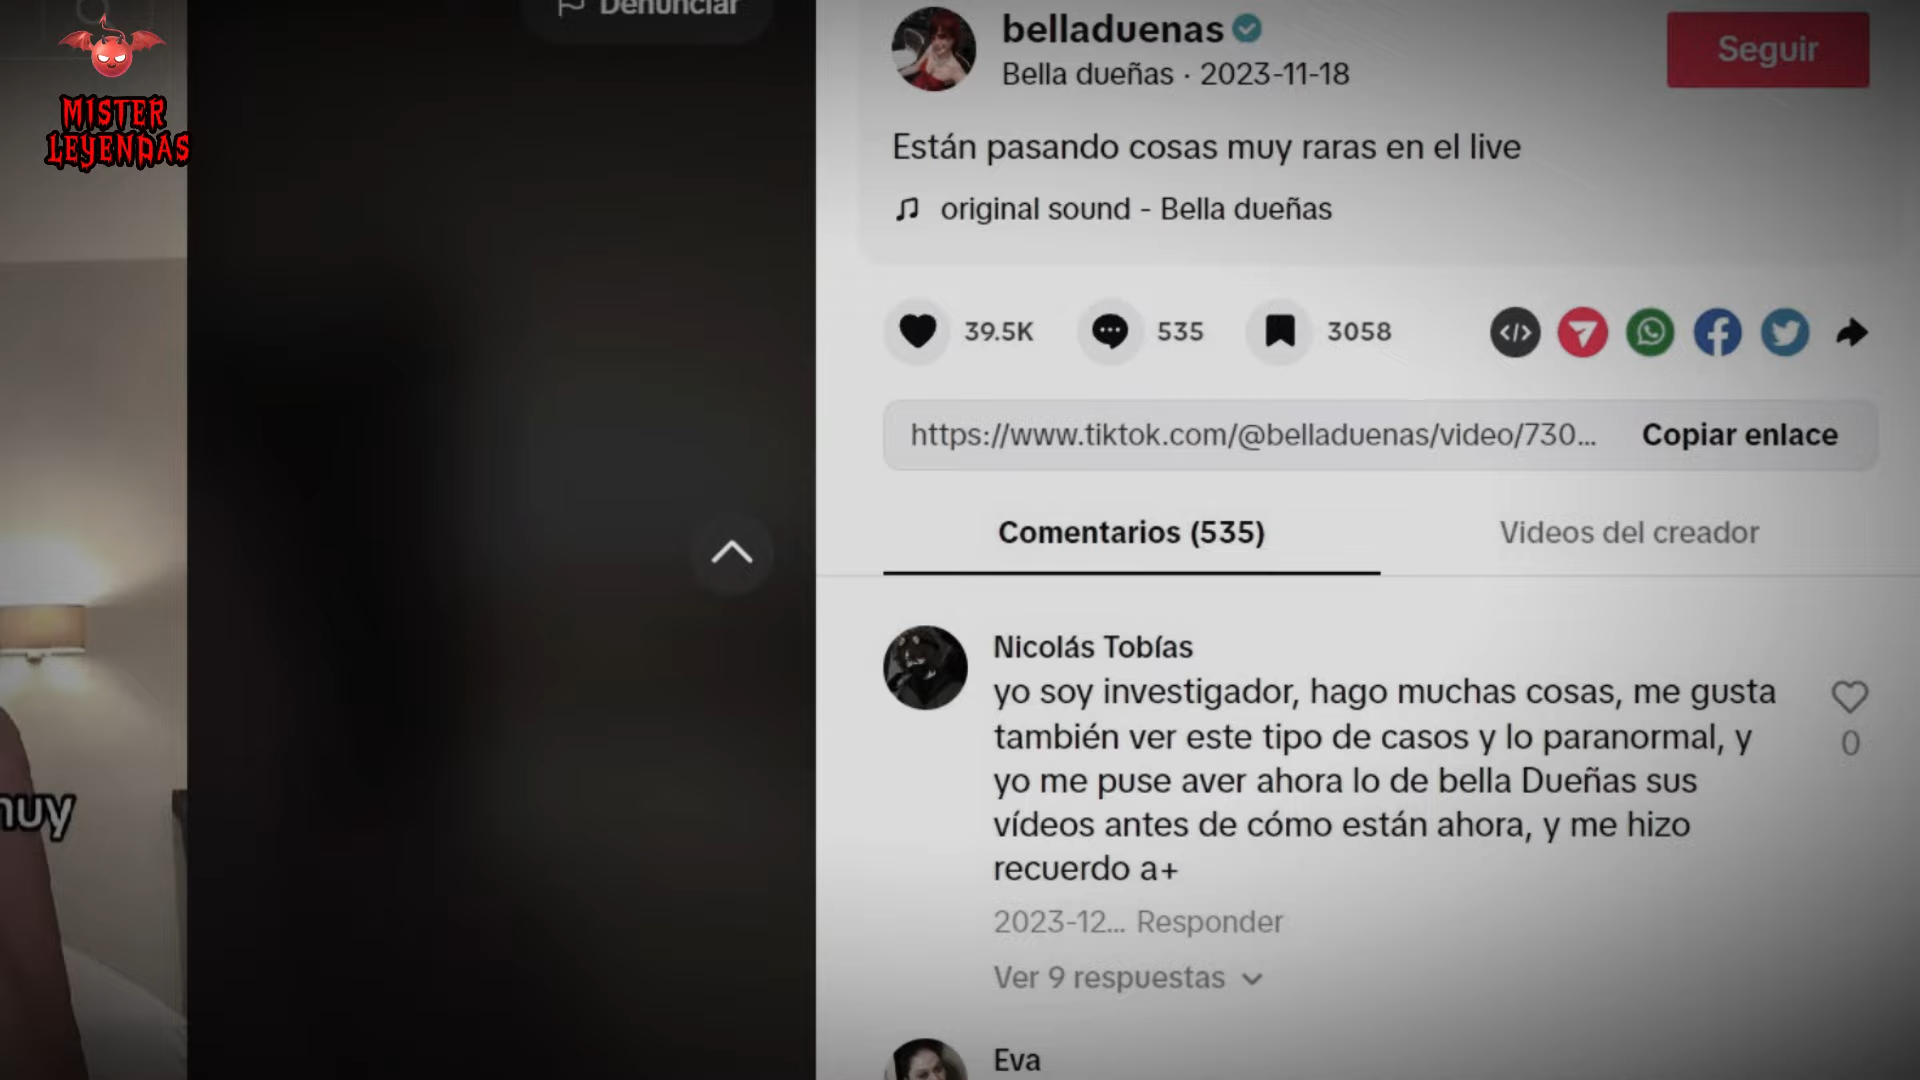 Denunciar
MISTER
LEYENDAS
belladuenas
Bella dueñas · 2023-11-18
Seguir
Están pasando cosas muy raras en el live
original sound - Bella dueñas
39.5K
535
3058
https://www.tiktok.com/@belladuenas/video/730...
Copiar enlace
Comentarios (535)
Videos del creador
Nicolás Tobías
yo soy investigador, hago muchas cosas, me gusta
también ver este tipo de casos y lo paranormal, y
yo me puse aver ahora lo de bella Dueñas sus
vídeos antes de cómo están ahora, y me hizo
recuerdo a+
0
2023-12... Responder
Ver 9 respuestas
Eva